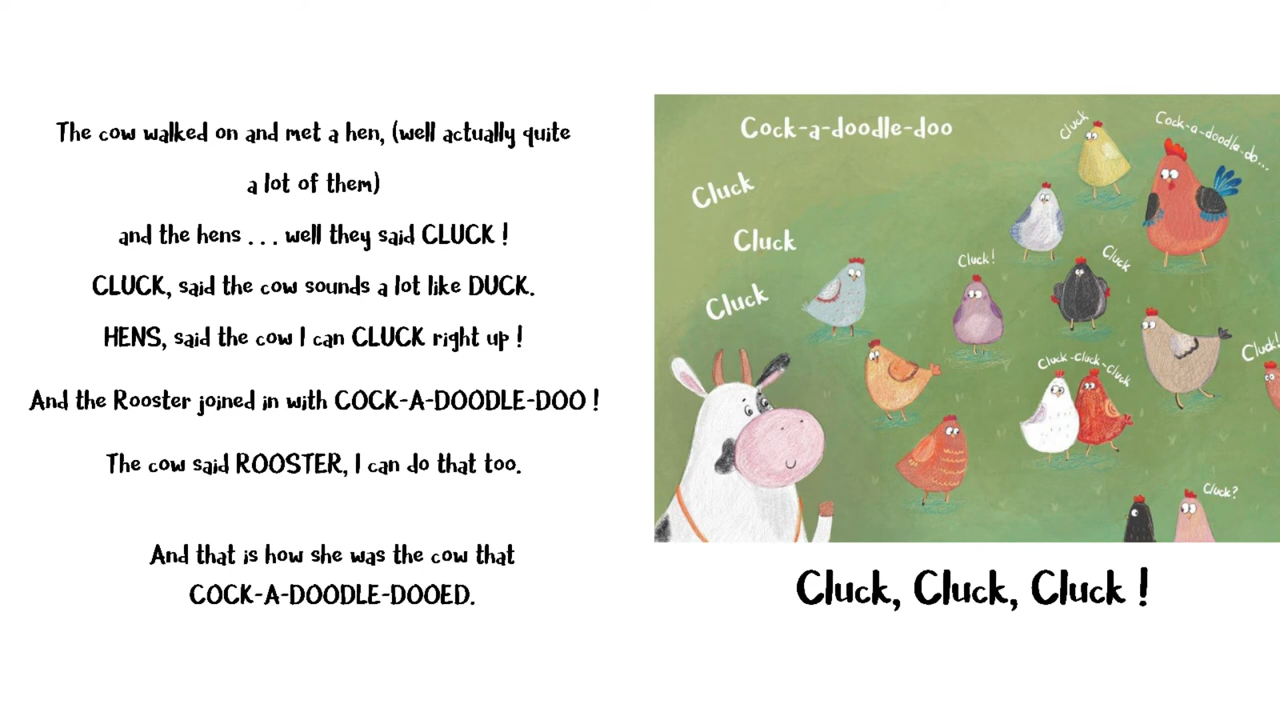 The cow walked on and met a hen, (well actually quite
a lot of them)
and the hens . . . well they said CLUCK !
CLUCK, said the cow sounds a lot like DUCK.
HENS, said the cow I can CLUCK right up !
And the Rooster joined in with COCK-A-DOODLE-DOO !
The cow said ROOSTER, I can do that too.
And that is how she was the cow that
COCK-A-DOODLE-DOOED.
Cock-a-doodle-doo
Cluck
Cluck
Cluck
Cluck
Cock-a-doodle-do...
Cluck!
Cluck
Cluck-Cluck-Cluck
Cluck!
Cluck?
Cluck, Cluck, Cluck !